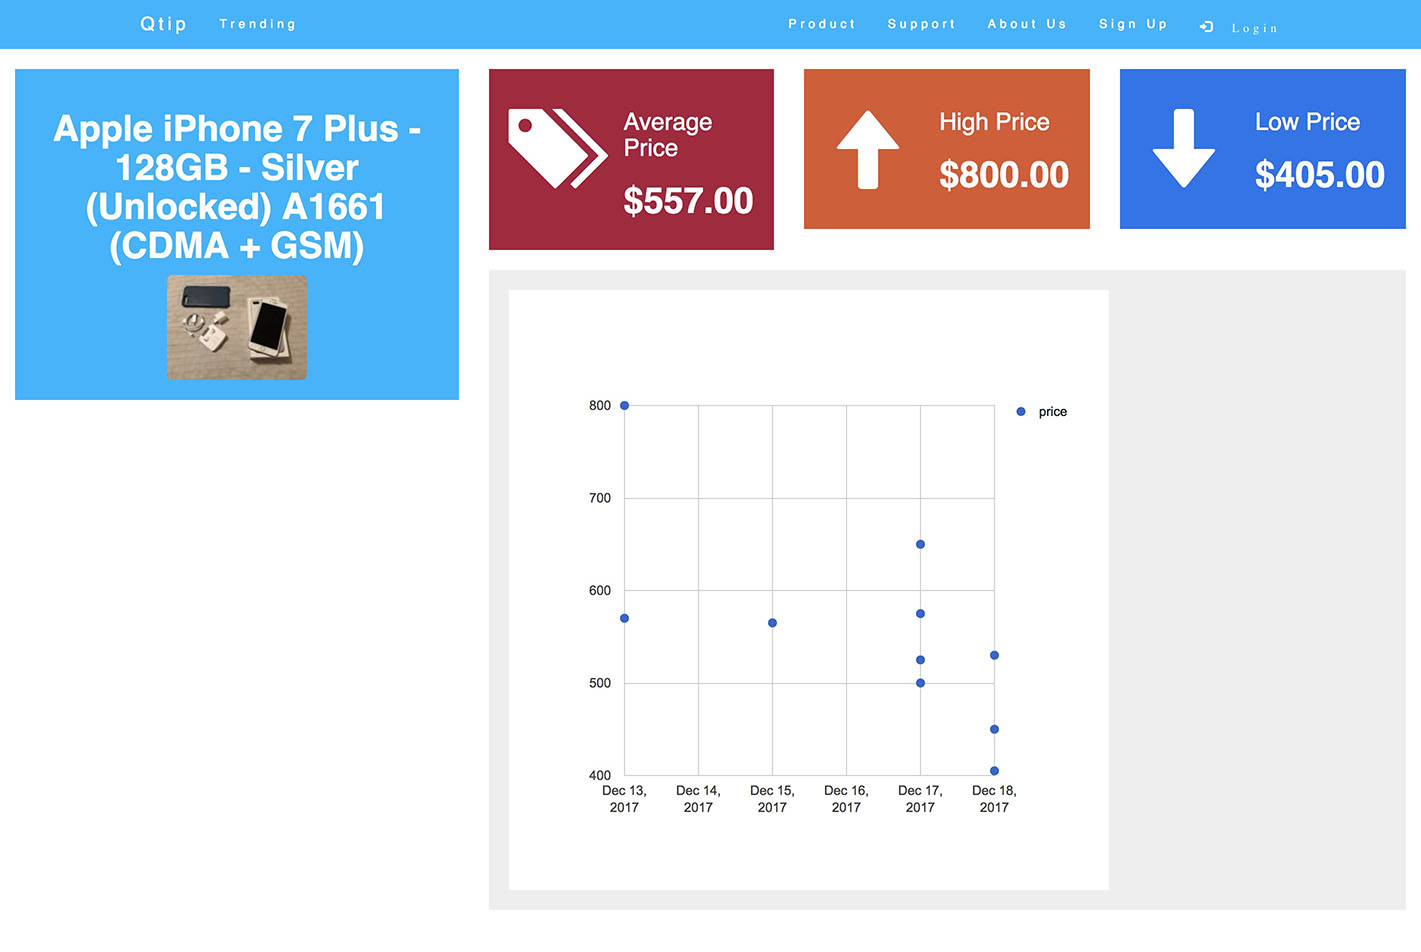 Qtip
Trending
Product
Support
About Us
Sign Up
Login
Apple iPhone 7 Plus -
128GB - Silver
(Unlocked) A1661
(CDMA + GSM)
Average
Price
$557.00
High Price
$800.00
Low Price
$405.00
800
700
600
500
400
price
Dec 13,
2017
Dec 14,
2017
Dec 15,
2017
Dec 16,
2017
Dec 17,
2017
Dec 18,
2017